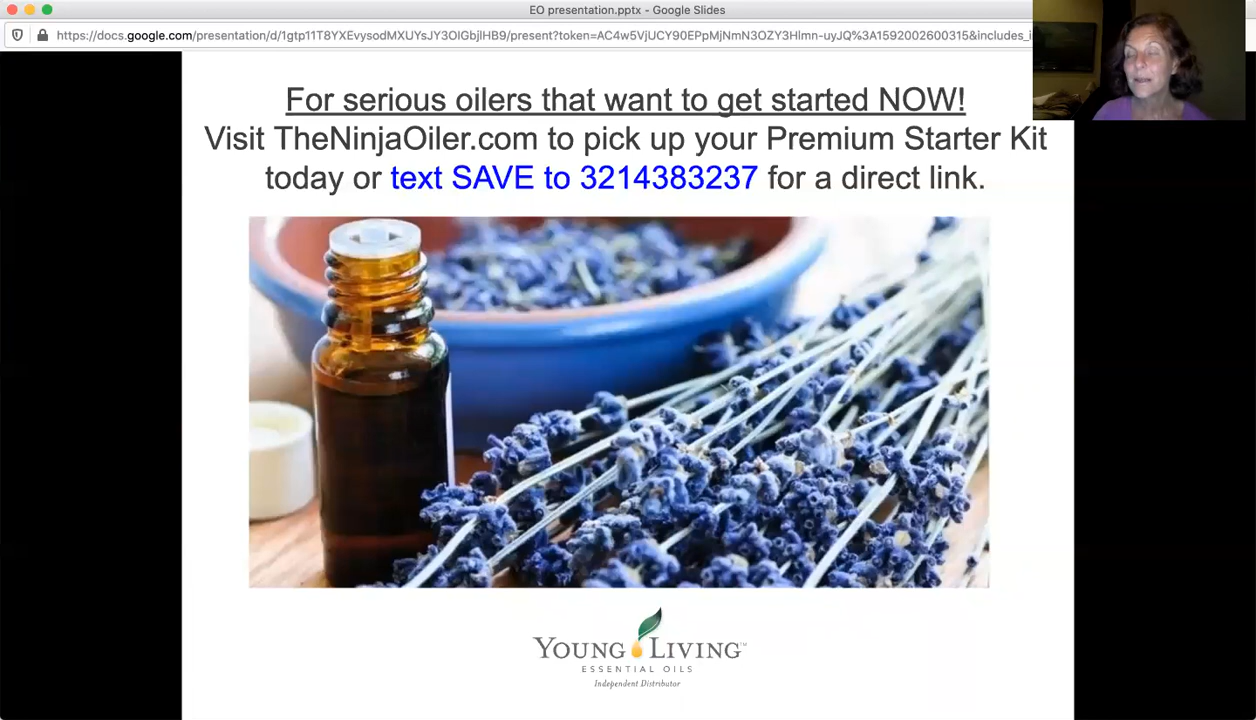 EO presentation.pptx - Google Slides
https://docs.google.com/presentation/d/1gtp11T8YXEvysodMXUYsJY3OIGbjlHB9/present?token=AC4w5VjUCY90EPpMjNmN3OZY3Hlmn-uyJQ%3A1592002600315&includes_i
For serious oilers that want to get started NOW!
Visit TheNinjaOiler.com to pick up your Premium Starter Kit
today or text SAVE to 3214383237 for a direct link.
YOUNG LIVING™
ESSENTIAL OILS
Independent Distributor